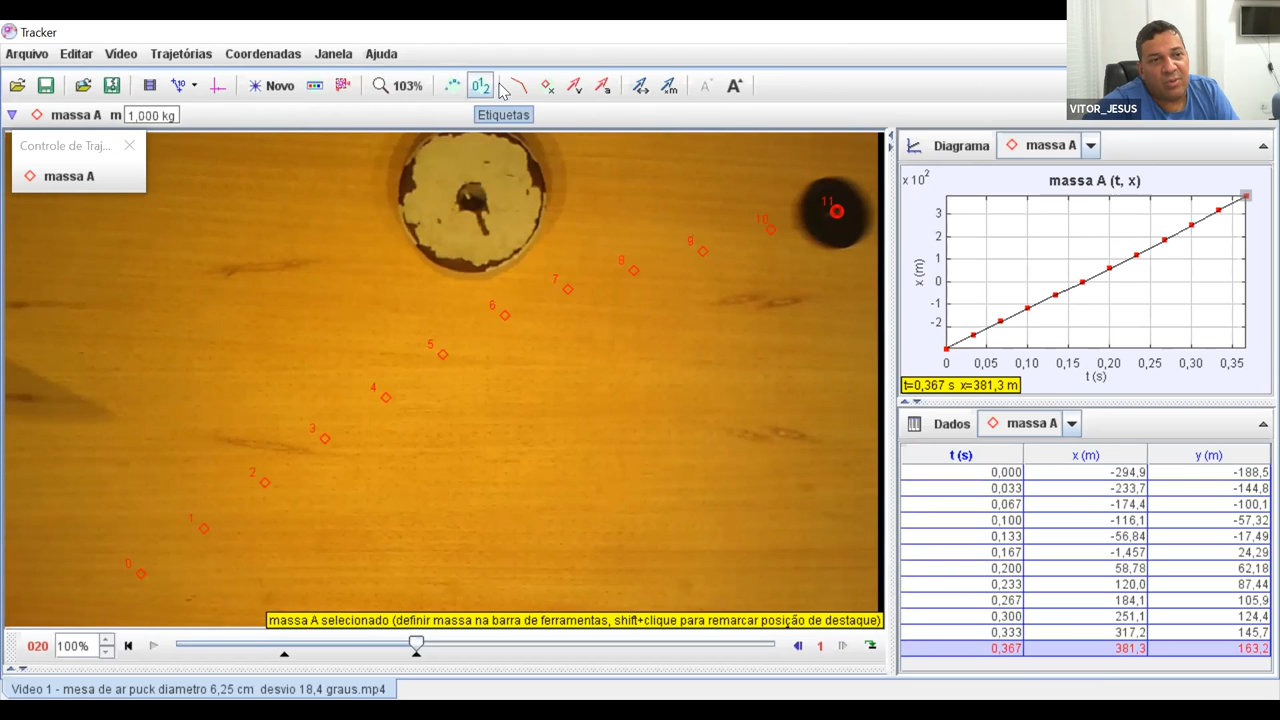 Tracker
Arquivo Editar Vídeo Trajetórias Coordenadas Janela Ajuda
Novo 103%
massa A m 1,000 kg
Etiquetas
VITOR_JESUS
Controle de Traj...
massa A
0
1
2
3
4
5
6
7
8
9
10
11
massa A selecionado (definir massa na barra de ferramentas, shift+clique para remarcar posição de destaque)
020 100% 1
Video 1 - mesa de ar puck diametro 6,25 cm desvio 18,4 graus.mp4
Diagrama massa A
x 10²
massa A (t, x)
x (m)
3
2
1
0
-1
-2
0 0,05 0,10 0,15 0,20 0,25 0,30 0,35
t (s)
t=0,367 s x=381,3 m
Dados massa A
t (s) x (m) y (m)
0,000 -294,9 -188,5
0,033 -233,7 -144,8
0,067 -174,4 -100,1
0,100 -116,1 -57,32
0,133 -56,84 -17,49
0,167 -1,457 24,29
0,200 58,78 62,18
0,233 120,0 87,44
0,267 184,1 105,9
0,300 251,1 124,4
0,333 317,2 145,7
0,367 381,3 163,2